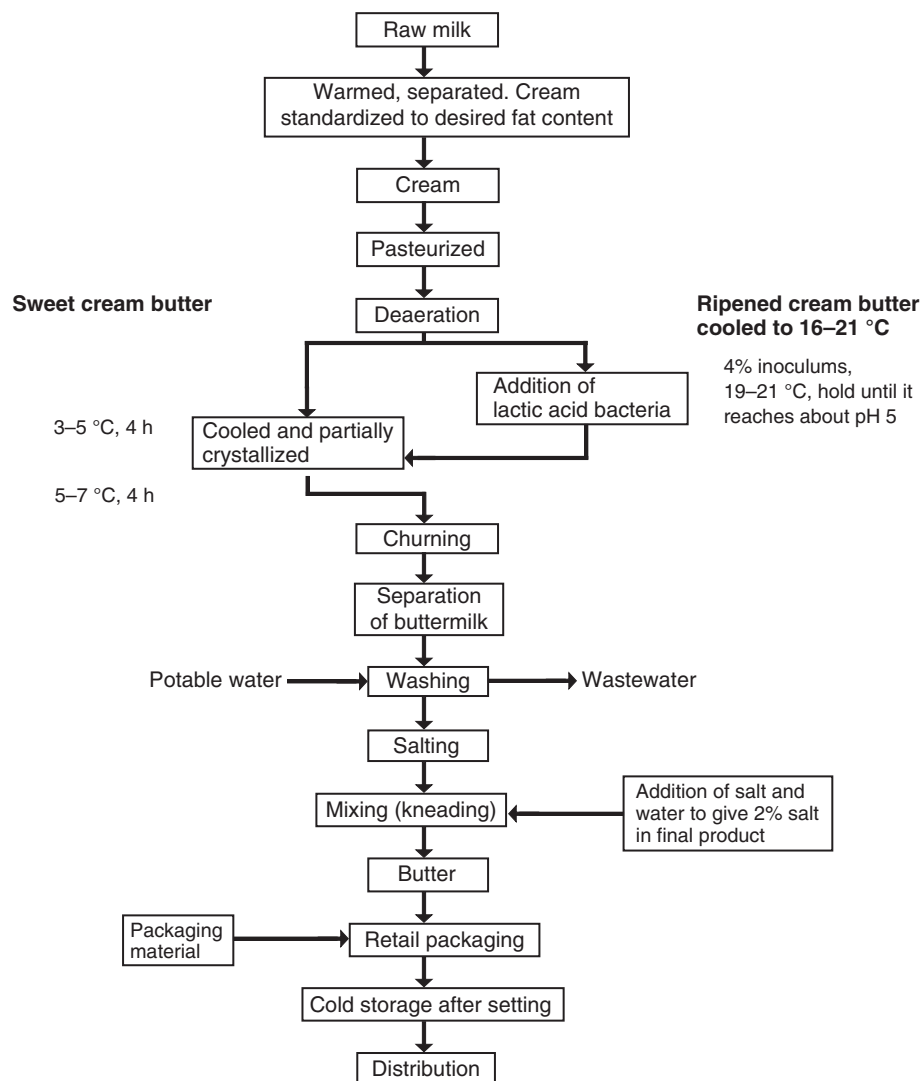 Raw milk
Warmed, separated. Cream
standardized to desired fat content
Cream
Pasteurized
Sweet cream butter
Deaeration
Ripened cream butter
cooled to 16–21 °C
4% inoculums,
19–21 °C, hold until it
reaches about pH 5
Addition of
lactic acid bacteria
3–5 °C, 4 h
Cooled and partially
crystallized
5–7 °C, 4 h
Churning
Separation
of buttermilk
Potable water
Washing
Wastewater
Salting
Mixing (kneading)
Addition of salt and
water to give 2% salt
in final product
Butter
Packaging
material
Retail packaging
Cold storage after setting
Distribution